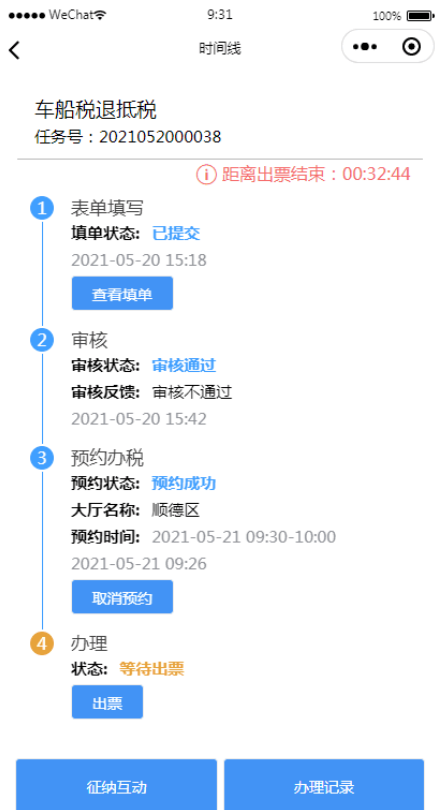 WeChat 9:31 100%
时间线
车船税退抵税
任务号：2021052000038
距离出票结束：00:32:44
1 表单填写
填单状态: 已提交
2021-05-20 15:18
查看填单
2 审核
审核状态: 审核通过
审核反馈: 审核不通过
2021-05-20 15:42
3 预约办税
预约状态: 预约成功
大厅名称: 顺德区
预约时间: 2021-05-21 09:30-10:00
2021-05-21 09:26
取消预约
4 办理
状态: 等待出票
出票
征纳互动 办理记录